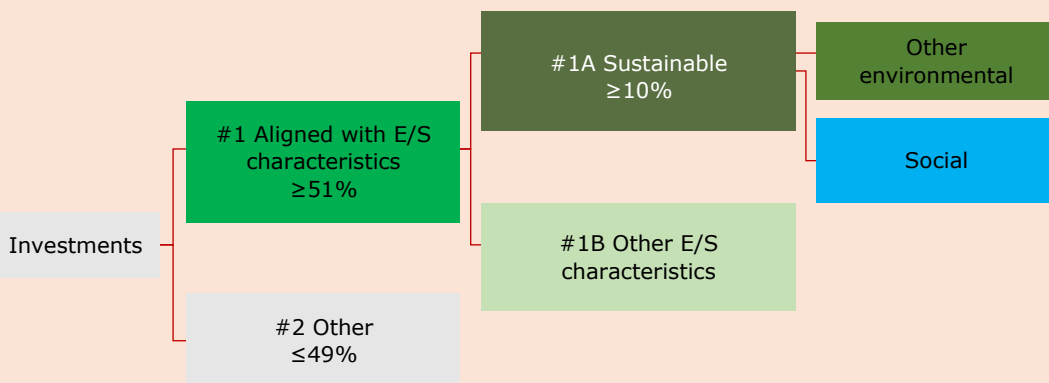 Investments
#1 Aligned with E/S
characteristics
≥51%
#2 Other
≤49%
#1A Sustainable
≥10%
#1B Other E/S
characteristics
Other
environmental
Social